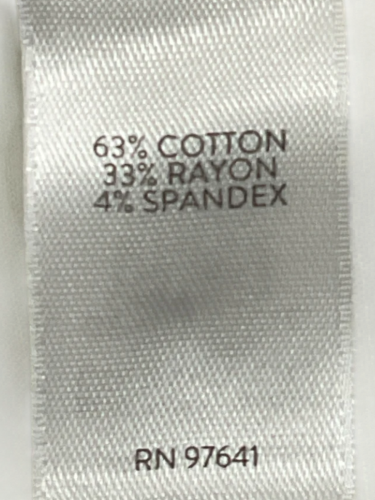 63% COTTON
33% RAYON
4% SPANDEX
RN 97641